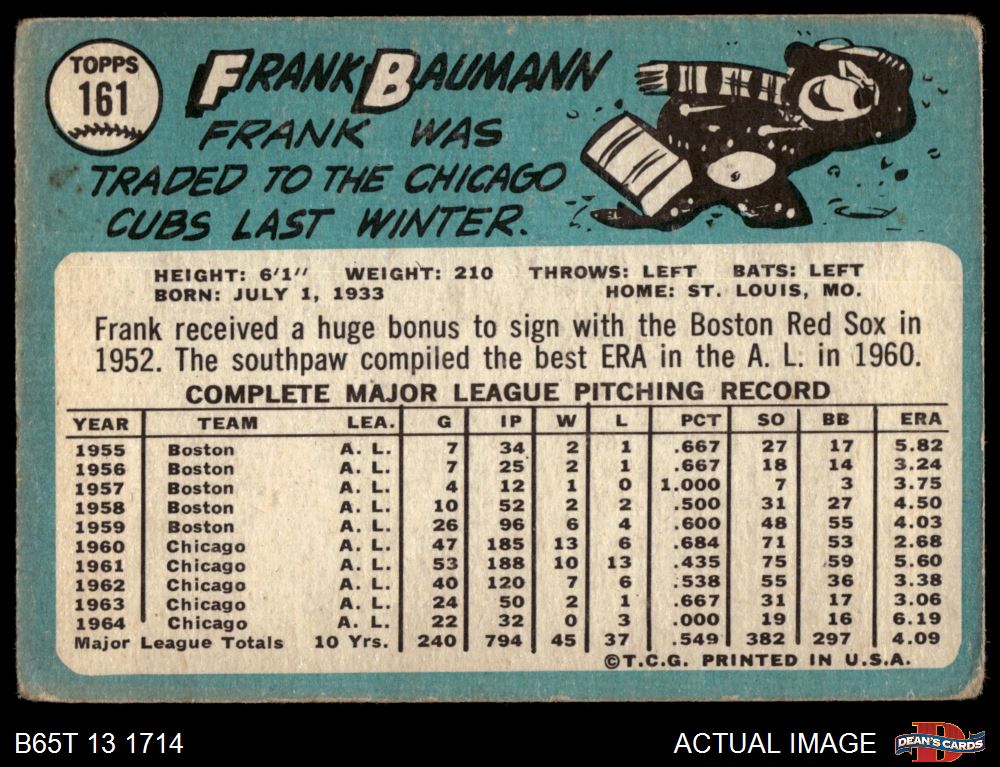 TOPPS
161
FRANK BAUMANN
FRANK WAS
TRADED TO THE CHICAGO
CUBS LAST WINTER.
HEIGHT: 6'1" WEIGHT: 210 THROWS: LEFT BATS: LEFT
BORN: JULY 1, 1933 HOME: ST. LOUIS, MO.
Frank received a huge bonus to sign with the Boston Red Sox in
1952. The southpaw compiled the best ERA in the A. L. in 1960.
COMPLETE MAJOR LEAGUE PITCHING RECORD
YEAR TEAM LEA. G IP W L PCT SO BB ERA
1955 Boston A. L. 7 34 2 1 .667 27 17 5.82
1956 Boston A. L. 7 25 2 1 .667 18 14 3.24
1957 Boston A. L. 4 12 1 0 1.000 7 3 3.75
1958 Boston A. L. 10 52 2 2 .500 31 27 4.50
1959 Boston A. L. 26 96 6 4 .600 48 55 4.03
1960 Chicago A. L. 47 185 13 6 .684 71 53 2.68
1961 Chicago A. L. 53 188 10 13 .435 75 59 5.60
1962 Chicago A. L. 40 120 7 6 .538 55 36 3.38
1963 Chicago A. L. 24 50 2 1 .667 31 17 3.06
1964 Chicago A. L. 22 32 0 3 .000 19 16 6.19
Major League Totals 10 Yrs. 240 794 45 37 .549 382 297 4.09
©T.C.G. PRINTED IN U.S.A.
B65T 13 1714
ACTUAL IMAGE
D
DEAN'S CARDS